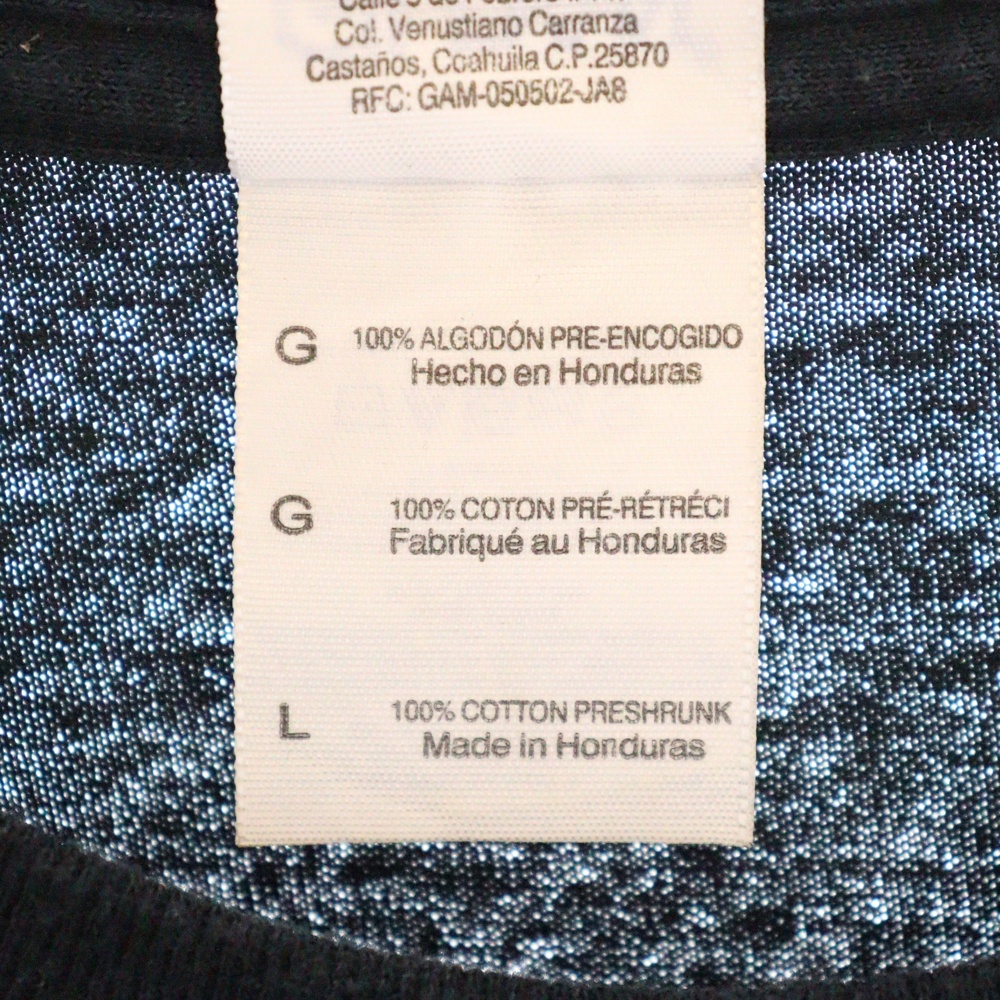 Col. Venustiano Carranza
Castaños, Coahuila C.P.25870
RFC: GAM-050602-JA8
G 100% ALGODÓN PRE-ENCOGIDO
Hecho en Honduras
G 100% COTON PRÉ-RÉTRÉCI
Fabriqué au Honduras
L 100% COTTON PRESHRUNK
Made in Honduras